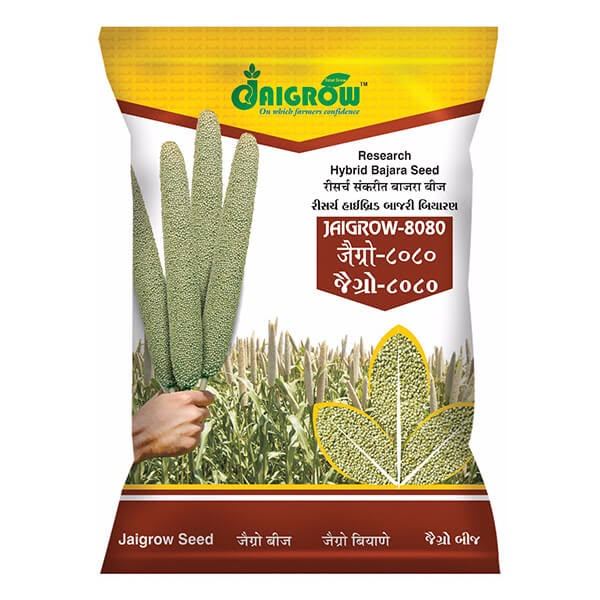 JAIGROW™
On which farmers confidence
Research
Hybrid Bajara Seed
रीसर्च संकरीत बाजरा बीज
રીસર્ચ હાઈબ્રિડ બાજરી બિયારણ
JAIGROW-8080
जैग्रो-८०८०
જૈગ્રો-૮૦૮૦
Jaigrow Seed जैग्रो बीज जैग्रो बियाणे જૈગ્રો બીજ